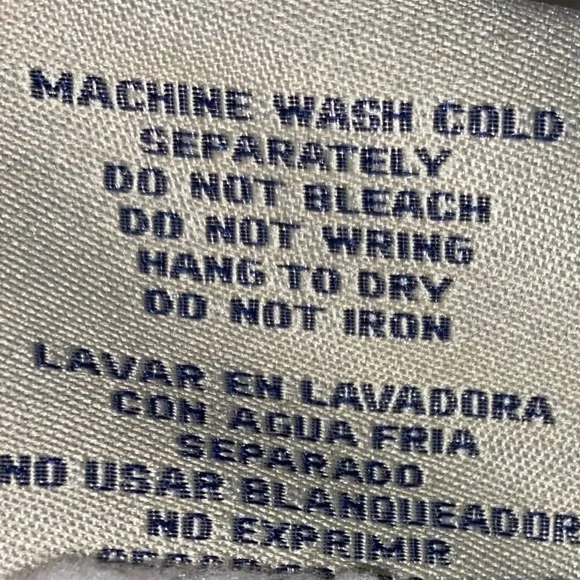 MACHINE WASH COLD
SEPARATELY
DO NOT BLEACH
DO NOT WRING
HANG TO DRY
DO NOT IRON
LAVAR EN LAVADORA
CON AGUA FRIA
SEPARADO
NO USAR BLANQUEADOR
NO EXPRIMIR